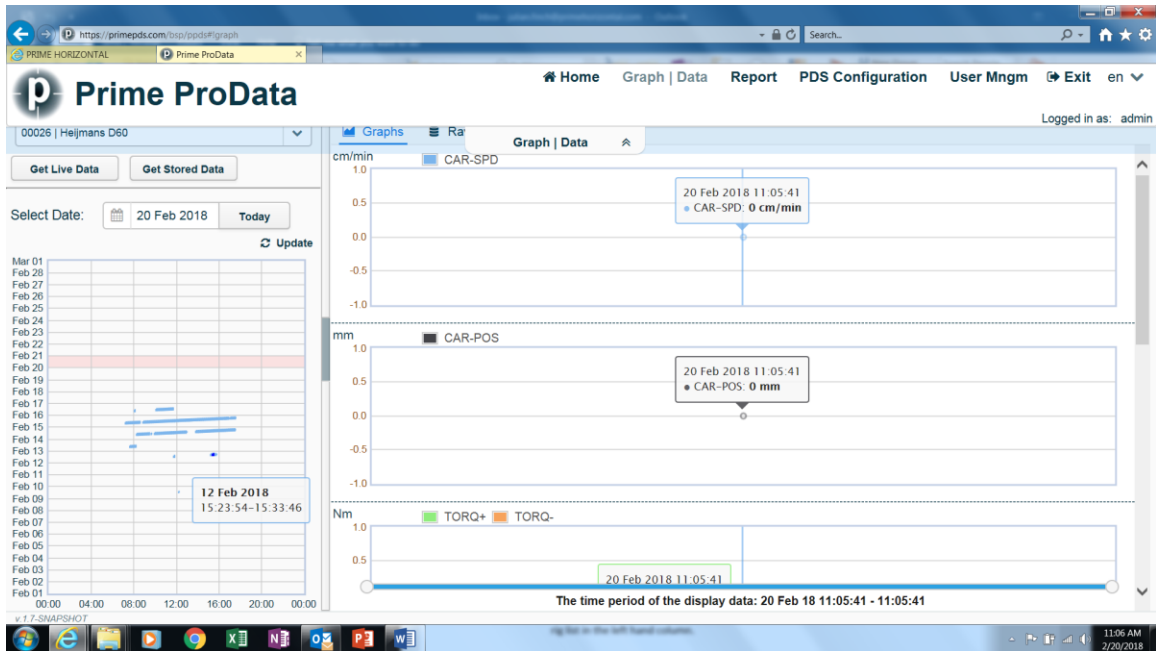 https://primepds.com/bsp/ppds#!graph
Search...
PRIME HORIZONTAL
Prime ProData
p Prime ProData
Home Graph | Data Report PDS Configuration User Mngm Exit en
Logged in as: admin
00026 | Heijmans D60
Graphs
Graph | Data
Get Live Data Get Stored Data
Select Date: 20 Feb 2018 Today
Update
Mar 01
Feb 28
Feb 27
Feb 26
Feb 25
Feb 24
Feb 23
Feb 22
Feb 21
Feb 20
Feb 19
Feb 18
Feb 17
Feb 16
Feb 15
Feb 14
Feb 13
Feb 12
Feb 11
Feb 10
Feb 09
Feb 08
Feb 07
Feb 06
Feb 05
Feb 04
Feb 03
Feb 02
Feb 01
00:00 04:00 08:00 12:00 16:00 20:00 00:00
12 Feb 2018
15:23:54-15:33:46
v.1.7-SNAPSHOT
cm/min CAR-SPD
1.0
0.5
0.0
-0.5
-1.0
20 Feb 2018 11:05:41
CAR-SPD: 0 cm/min
mm CAR-POS
1.0
0.5
0.0
-0.5
-1.0
20 Feb 2018 11:05:41
CAR-POS: 0 mm
Nm TORQ+ TORQ-
1.0
0.5
20 Feb 2018 11:05:41
The time period of the display data: 20 Feb 18 11:05:41 - 11:05:41
rig list in the left hand column.
11:06 AM
2/20/2018